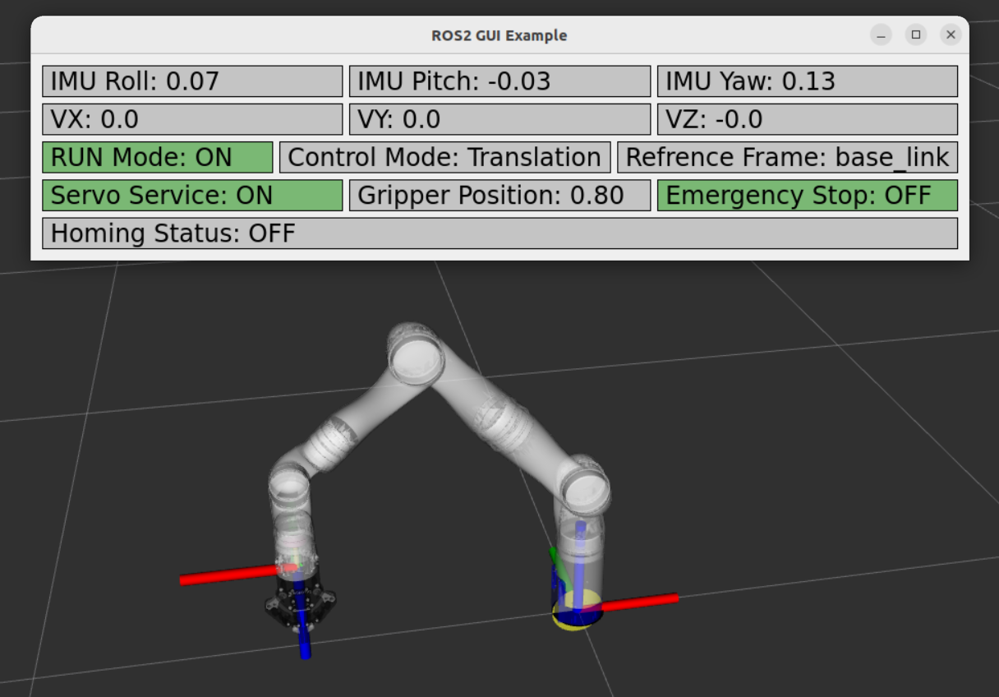 ROS2 GUI Example
IMU Roll: 0.07 IMU Pitch: -0.03 IMU Yaw: 0.13
VX: 0.0 VY: 0.0 VZ: -0.0
RUN Mode: ON Control Mode: Translation Refrence Frame: base_link
Servo Service: ON Gripper Position: 0.80 Emergency Stop: OFF
Homing Status: OFF